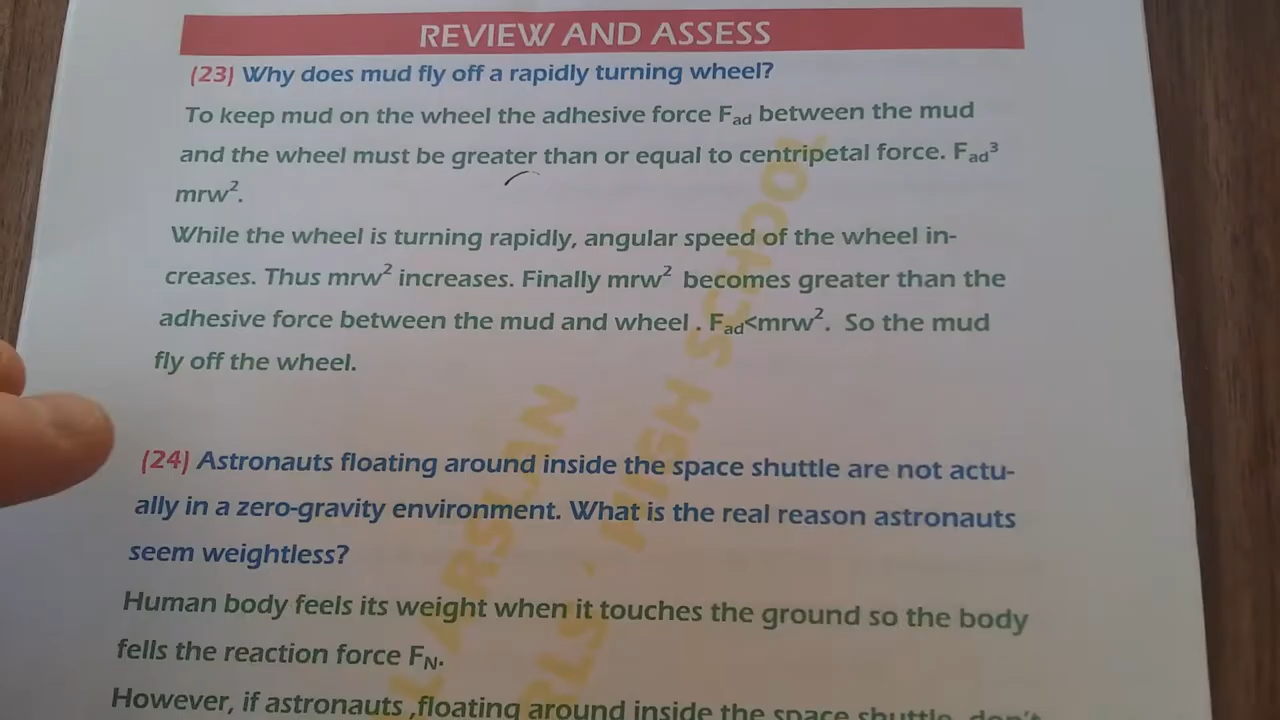 REVIEW AND ASSESS
(23) Why does mud fly off a rapidly turning wheel?
To keep mud on the wheel the adhesive force Fad between the mud
and the wheel must be greater than or equal to centripetal force. Fad³
mrw².
While the wheel is turning rapidly, angular speed of the wheel in-
creases. Thus mrw² increases. Finally mrw² becomes greater than the
adhesive force between the mud and wheel . Fad<mrw². So the mud
fly off the wheel.
(24) Astronauts floating around inside the space shuttle are not actu-
ally in a zero-gravity environment. What is the real reason astronauts
seem weightless?
Human body feels its weight when it touches the ground so the body
fells the reaction force FN.
However, if astronauts ,floating around inside the space shuttle, don't
ARSLAN
HIGH SCHOOL